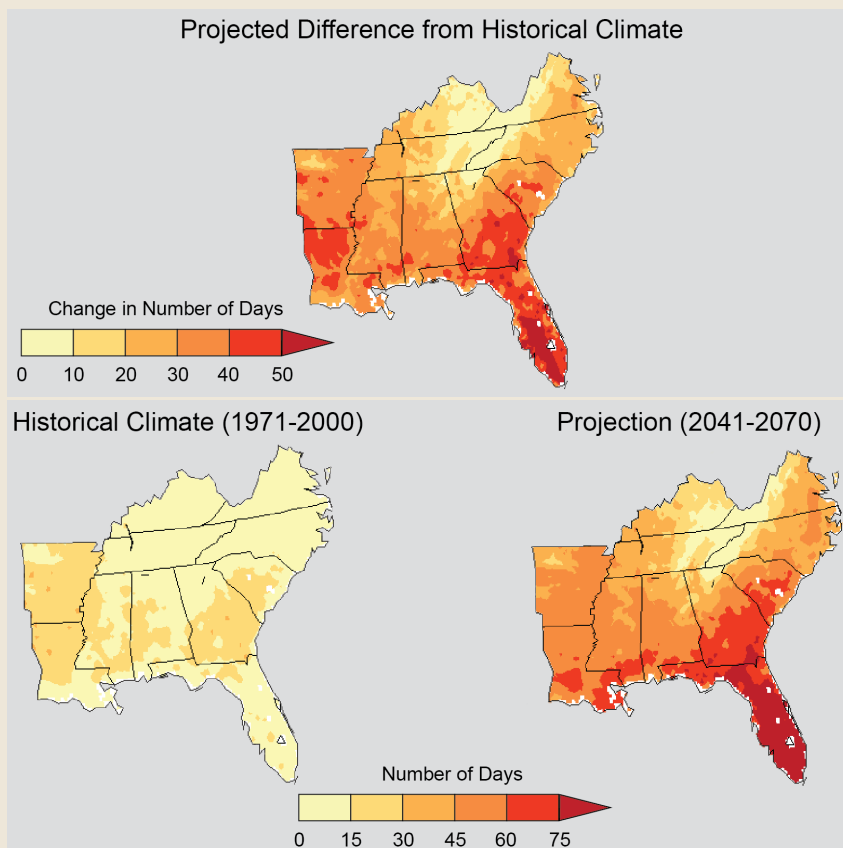 Projected Difference from Historical Climate
Change in Number of Days
0 10 20 30 40 50
Historical Climate (1971-2000)
Projection (2041-2070)
Number of Days
0 15 30 45 60 75